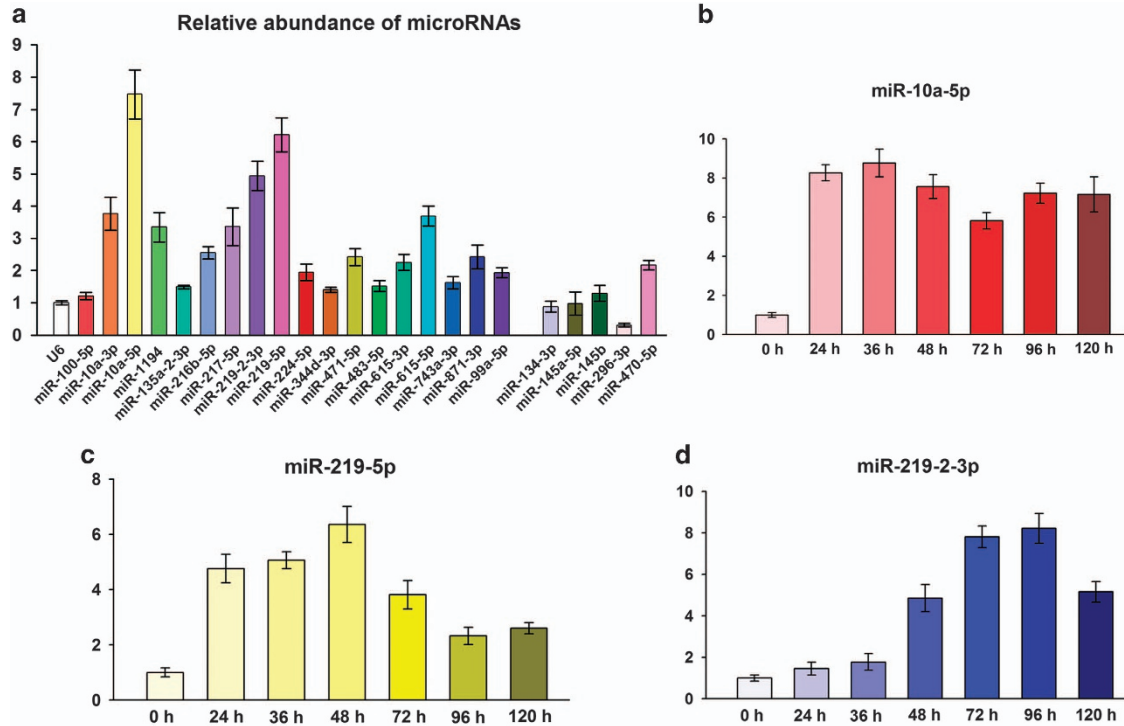 a
Relative abundance of microRNAs
9
8
7
6
5
4
3
2
1
0
U6
miR-100-5p
miR-10a-3p
miR-10a-5p
miR-1194
miR-135a-2-3p
miR-216b-5p
miR-217-5p
miR-219-2-3p
miR-219-5p
miR-224-5p
miR-344d-3p
miR-471-5p
miR-483-5p
miR-615-3p
miR-615-5p
miR-743a-3p
miR-871-3p
miR-99a-5p
miR-134-3p
miR-145a-5p
miR-145b
miR-296-3p
miR-470-5p
b
miR-10a-5p
10
8
6
4
2
0
0 h 24 h 36 h 48 h 72 h 96 h 120 h
c
miR-219-5p
8
6
4
2
0
0 h 24 h 36 h 48 h 72 h 96 h 120 h
d
miR-219-2-3p
10
8
6
4
2
0
0 h 24 h 36 h 48 h 72 h 96 h 120 h